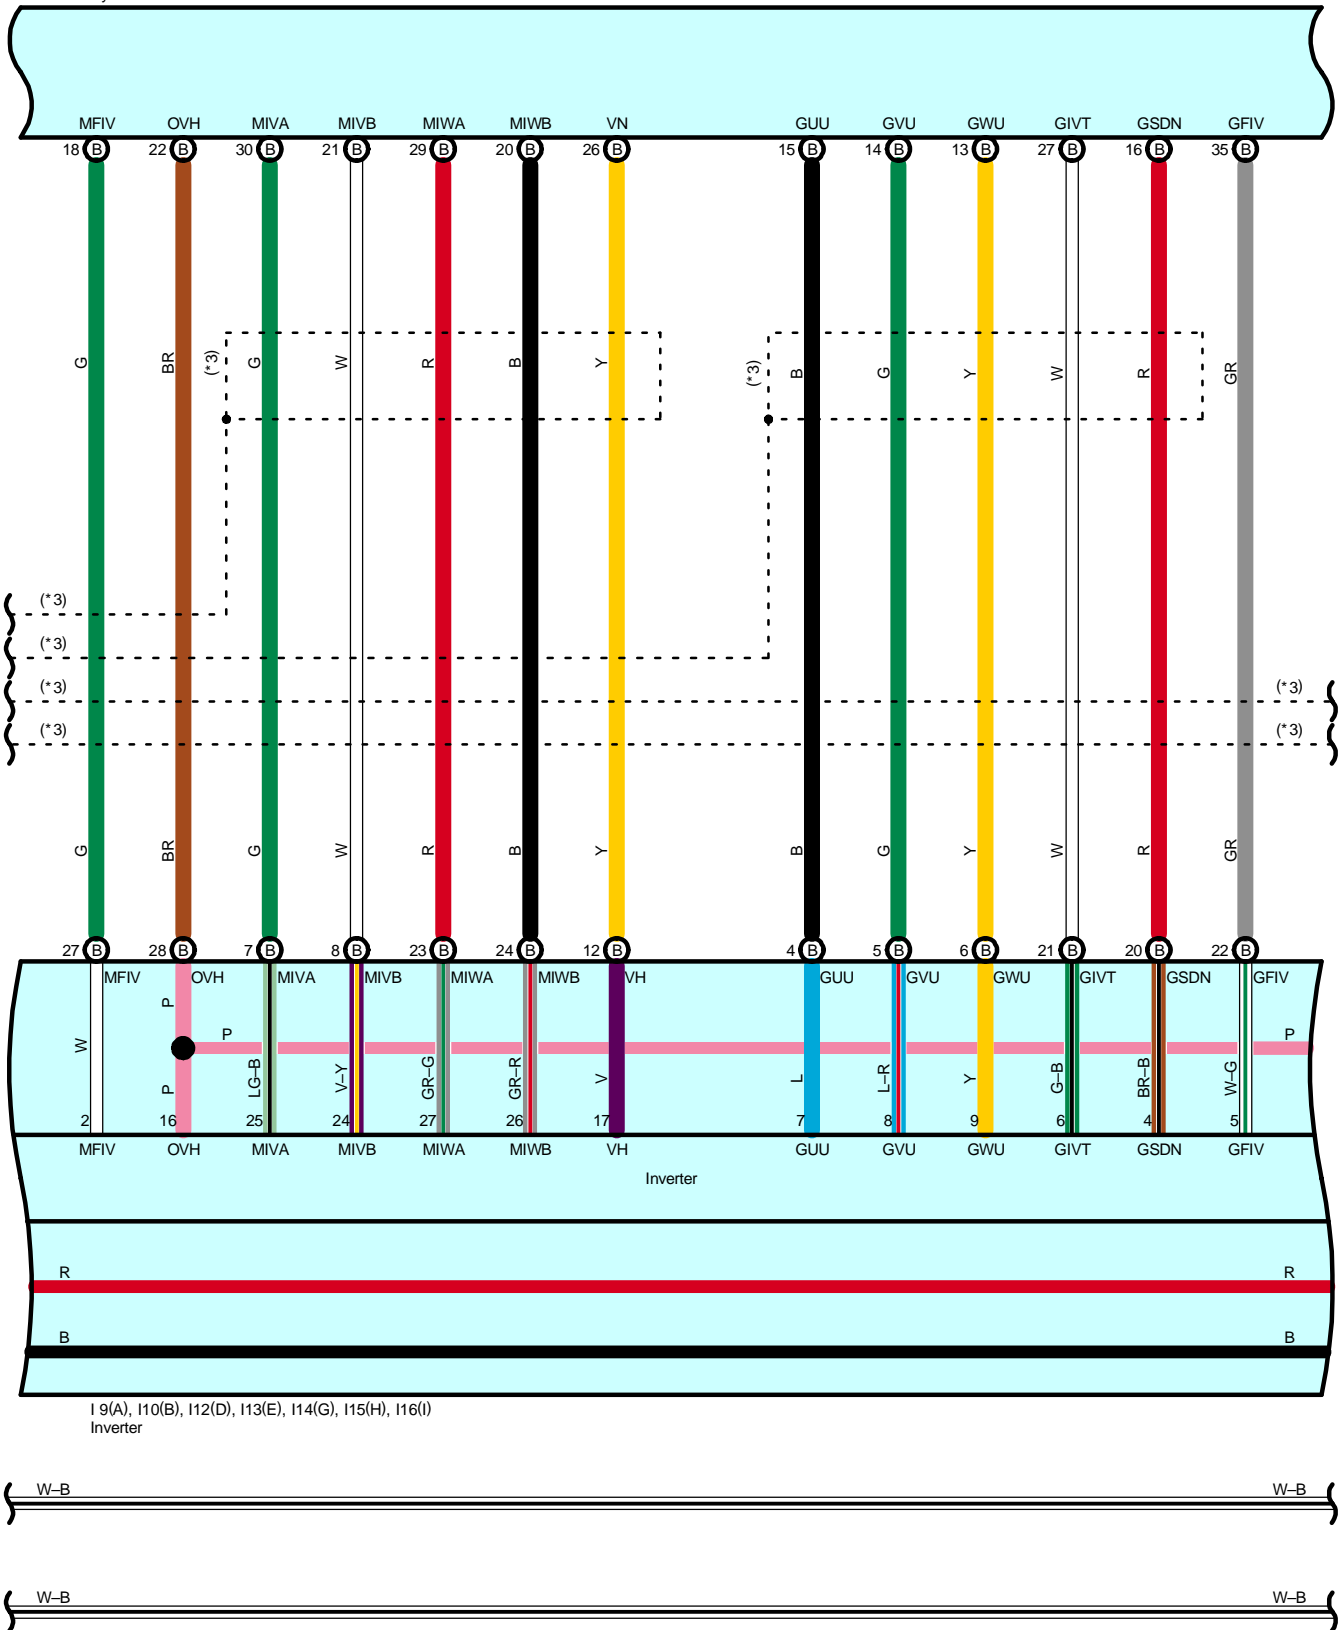 MFIV OVH MIVA MIVB MIWA MIWB VN GUU GVU GWU GIVT GSDN GFIV
18 B 22 B 30 B 21 B 29 B 20 B 26 B 15 B 14 B 13 B 27 B 16 B 35 B
G BR (*3) G W R B Y (*3) B G Y W R GR
(*3)
(*3)
(*3) (*3)
(*3) (*3)
G BR G W R B Y B G Y W R GR
27 B 28 B 7 B 8 B 23 B 24 B 12 B 4 B 5 B 6 B 21 B 20 B 22 B
MFIV OVH MIVA MIVB MIWA MIWB VH GUU GVU GWU GIVT GSDN GFIV
P
P P
W P LG–B V–Y GR–G GR–R V L L–R Y G–B BR–B W–G
2 16 25 24 27 26 17 7 8 9 6 4 5
MFIV OVH MIVA MIVB MIWA MIWB VH GUU GVU GWU GIVT GSDN GFIV
Inverter
R R
B B
I 9(A), I10(B), I12(D), I13(E), I14(G), I15(H), I16(I)
Inverter
W–B W–B
W–B W–B